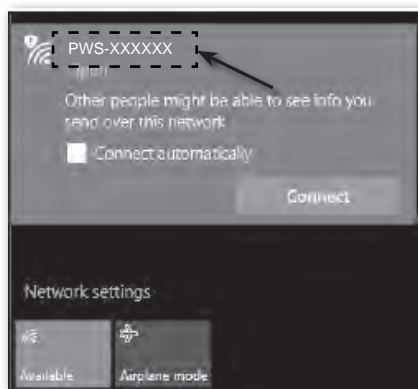 PWS-XXXXXX
Open
Other people might be able to see info you
send over this network
Connect automatically
Connect
Network settings
Available
Airplane mode